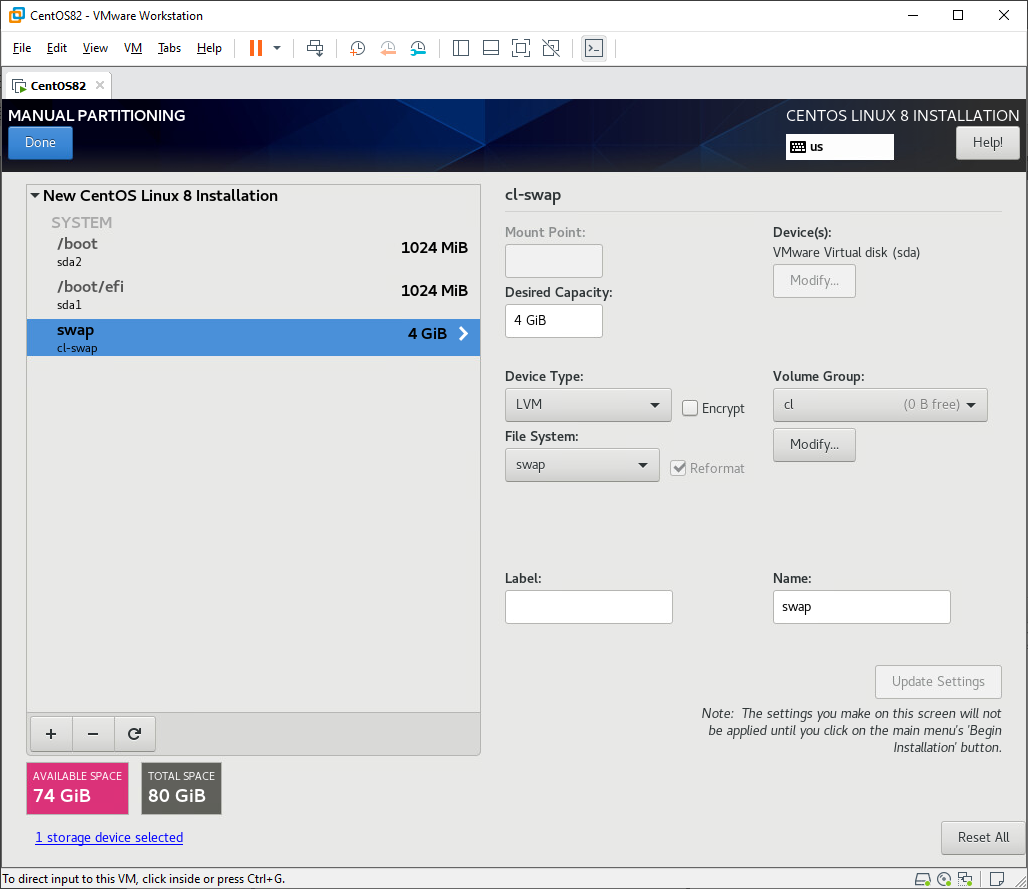 CentOS82 - VMware Workstation
File Edit View VM Tabs Help
CentOS82
MANUAL PARTITIONING
CENTOS LINUX 8 INSTALLATION
Done
us
Help!
New CentOS Linux 8 Installation
SYSTEM
/boot
1024 MiB
sda2
/boot/efi
1024 MiB
sda1
swap
4 GiB
cl-swap
cl-swap
Mount Point:
Device(s):
VMware Virtual disk (sda)
Modify...
Desired Capacity:
4 GiB
Device Type:
Volume Group:
LVM
Encrypt
cl (0 B free)
File System:
Modify...
swap
Reformat
Label:
Name:
swap
Update Settings
Note: The settings you make on this screen will not
be applied until you click on the main menu's 'Begin
Installation' button.
AVAILABLE SPACE
74 GiB
TOTAL SPACE
80 GiB
1 storage device selected
Reset All
To direct input to this VM, click inside or press Ctrl+G.